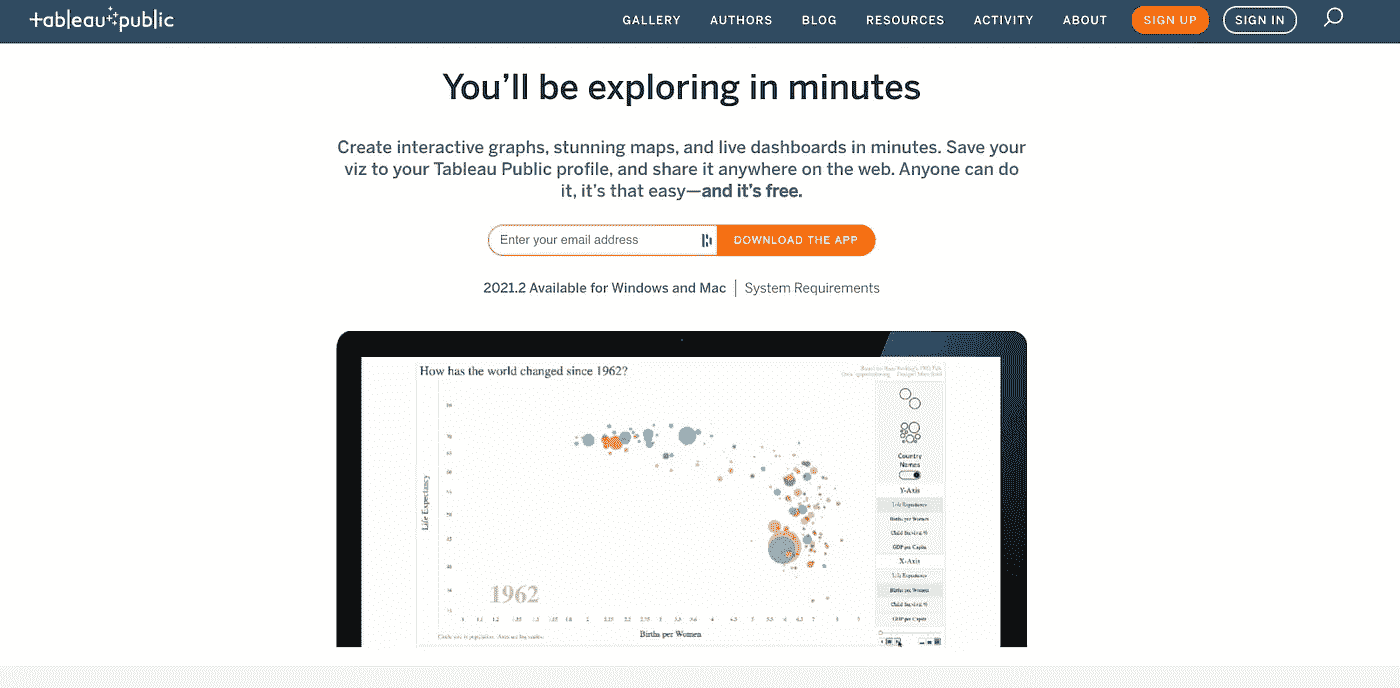 tableau public
GALLERY AUTHORS BLOG RESOURCES ACTIVITY ABOUT SIGN UP SIGN IN
You'll be exploring in minutes
Create interactive graphs, stunning maps, and live dashboards in minutes. Save your
viz to your Tableau Public profile, and share it anywhere on the web. Anyone can do
it, it's that easy—and it's free.
Enter your email address DOWNLOAD THE APP
2021.2 Available for Windows and Mac | System Requirements
How has the world changed since 1962?
Country
Names
Y-Axis
Life Expectancy
Births per Women
Child Survival %
GDP per Capita
X-Axis
Life Expectancy
Births per Women
Child Survival %
GDP per Capita
Life Expectancy
1962
Births per Women